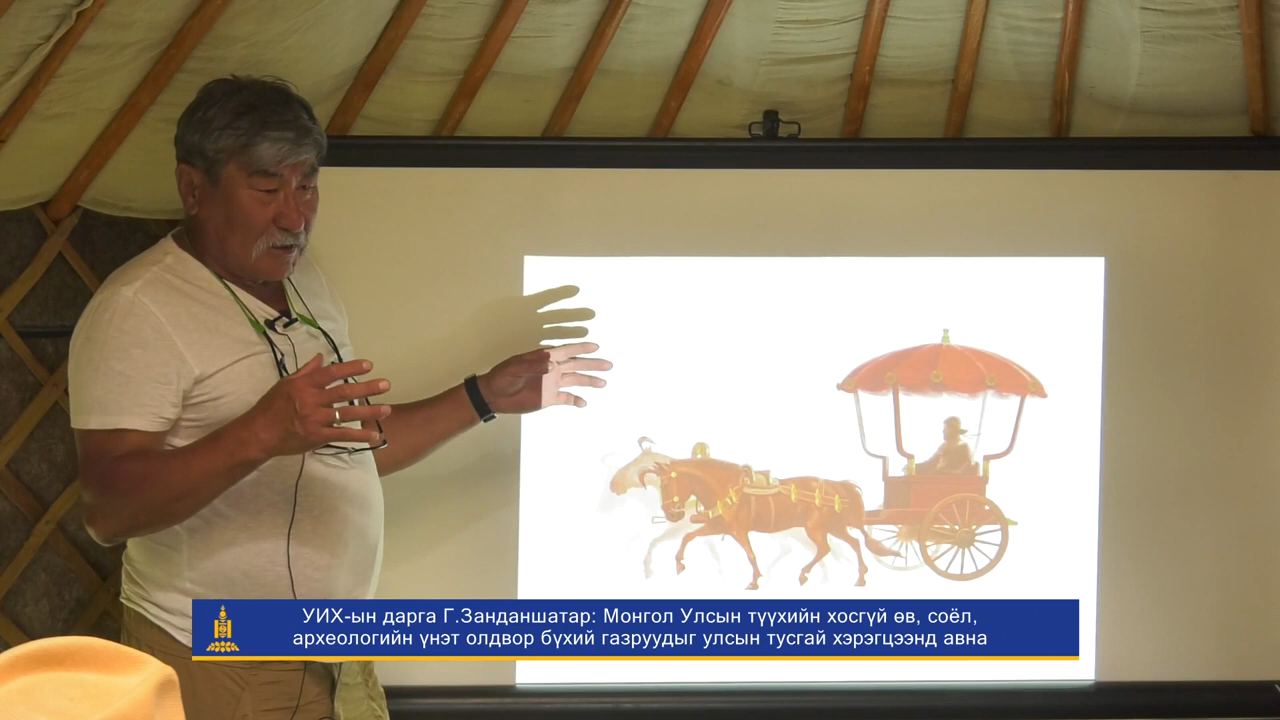 УИХ-ын дарга Г.Занданшатар: Монгол Улсын түүхийн хосгүй өв, соёл,
археологийн үнэт олдвор бүхий газруудыг улсын тусгай хэрэгцээнд авна